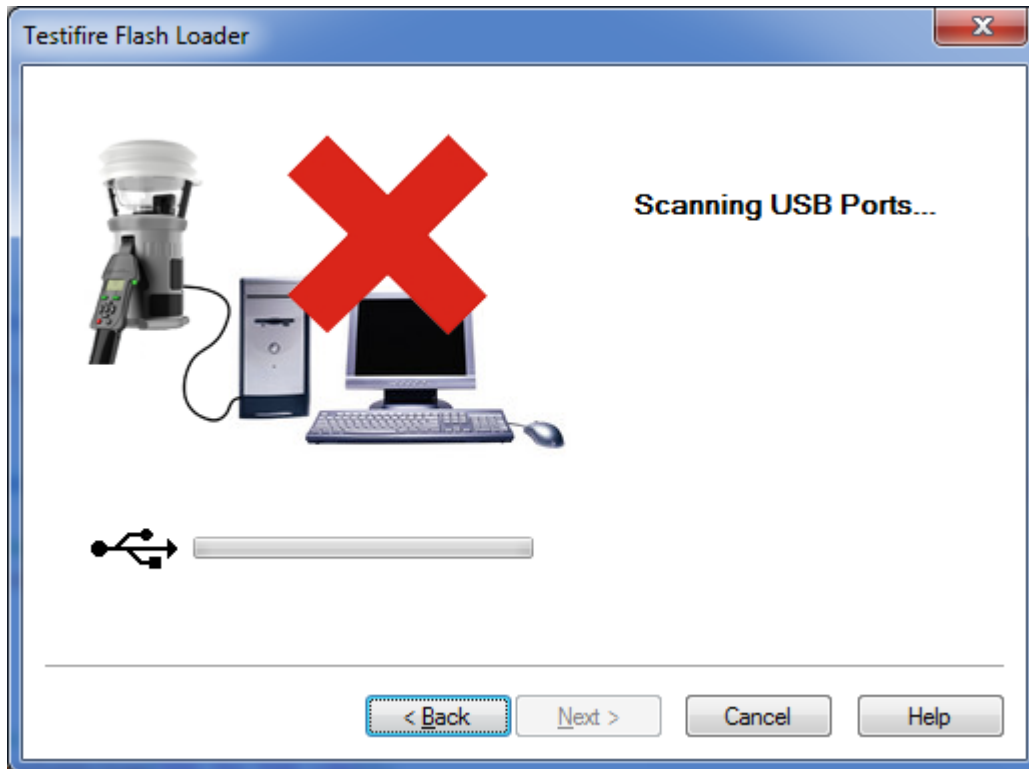 Testifire Flash Loader
Scanning USB Ports...
< Back
Next >
Cancel
Help